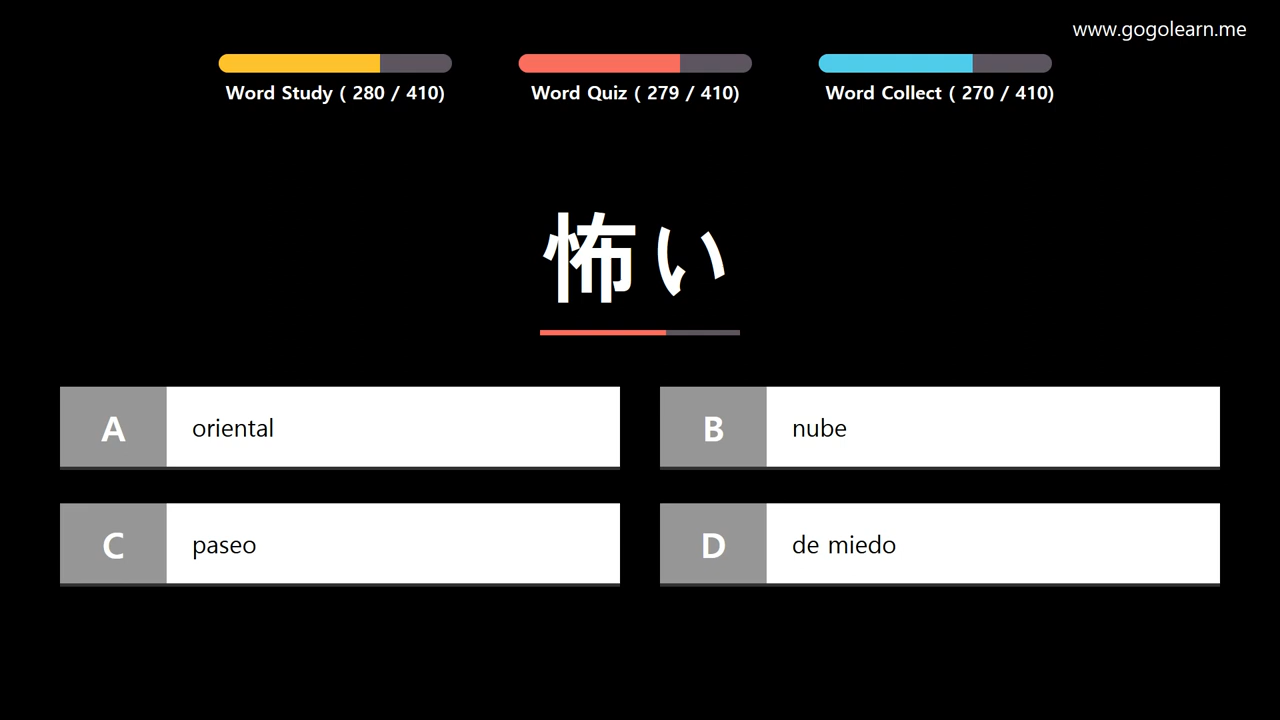 www.gogolearn.me
Word Study ( 280 / 410)
Word Quiz ( 279 / 410)
Word Collect ( 270 / 410)
怖い
A
oriental
B
nube
C
paseo
D
de miedo